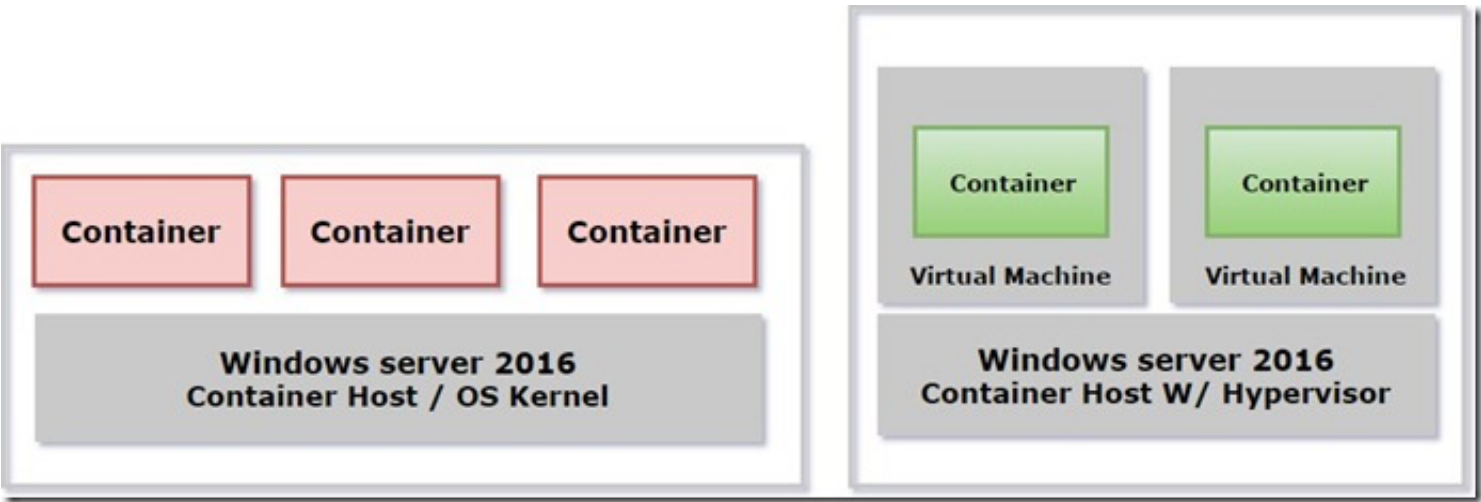 Container
Container
Container
Windows server 2016
Container Host / OS Kernel
Container
Container
Virtual Machine
Virtual Machine
Windows server 2016
Container Host W/ Hypervisor